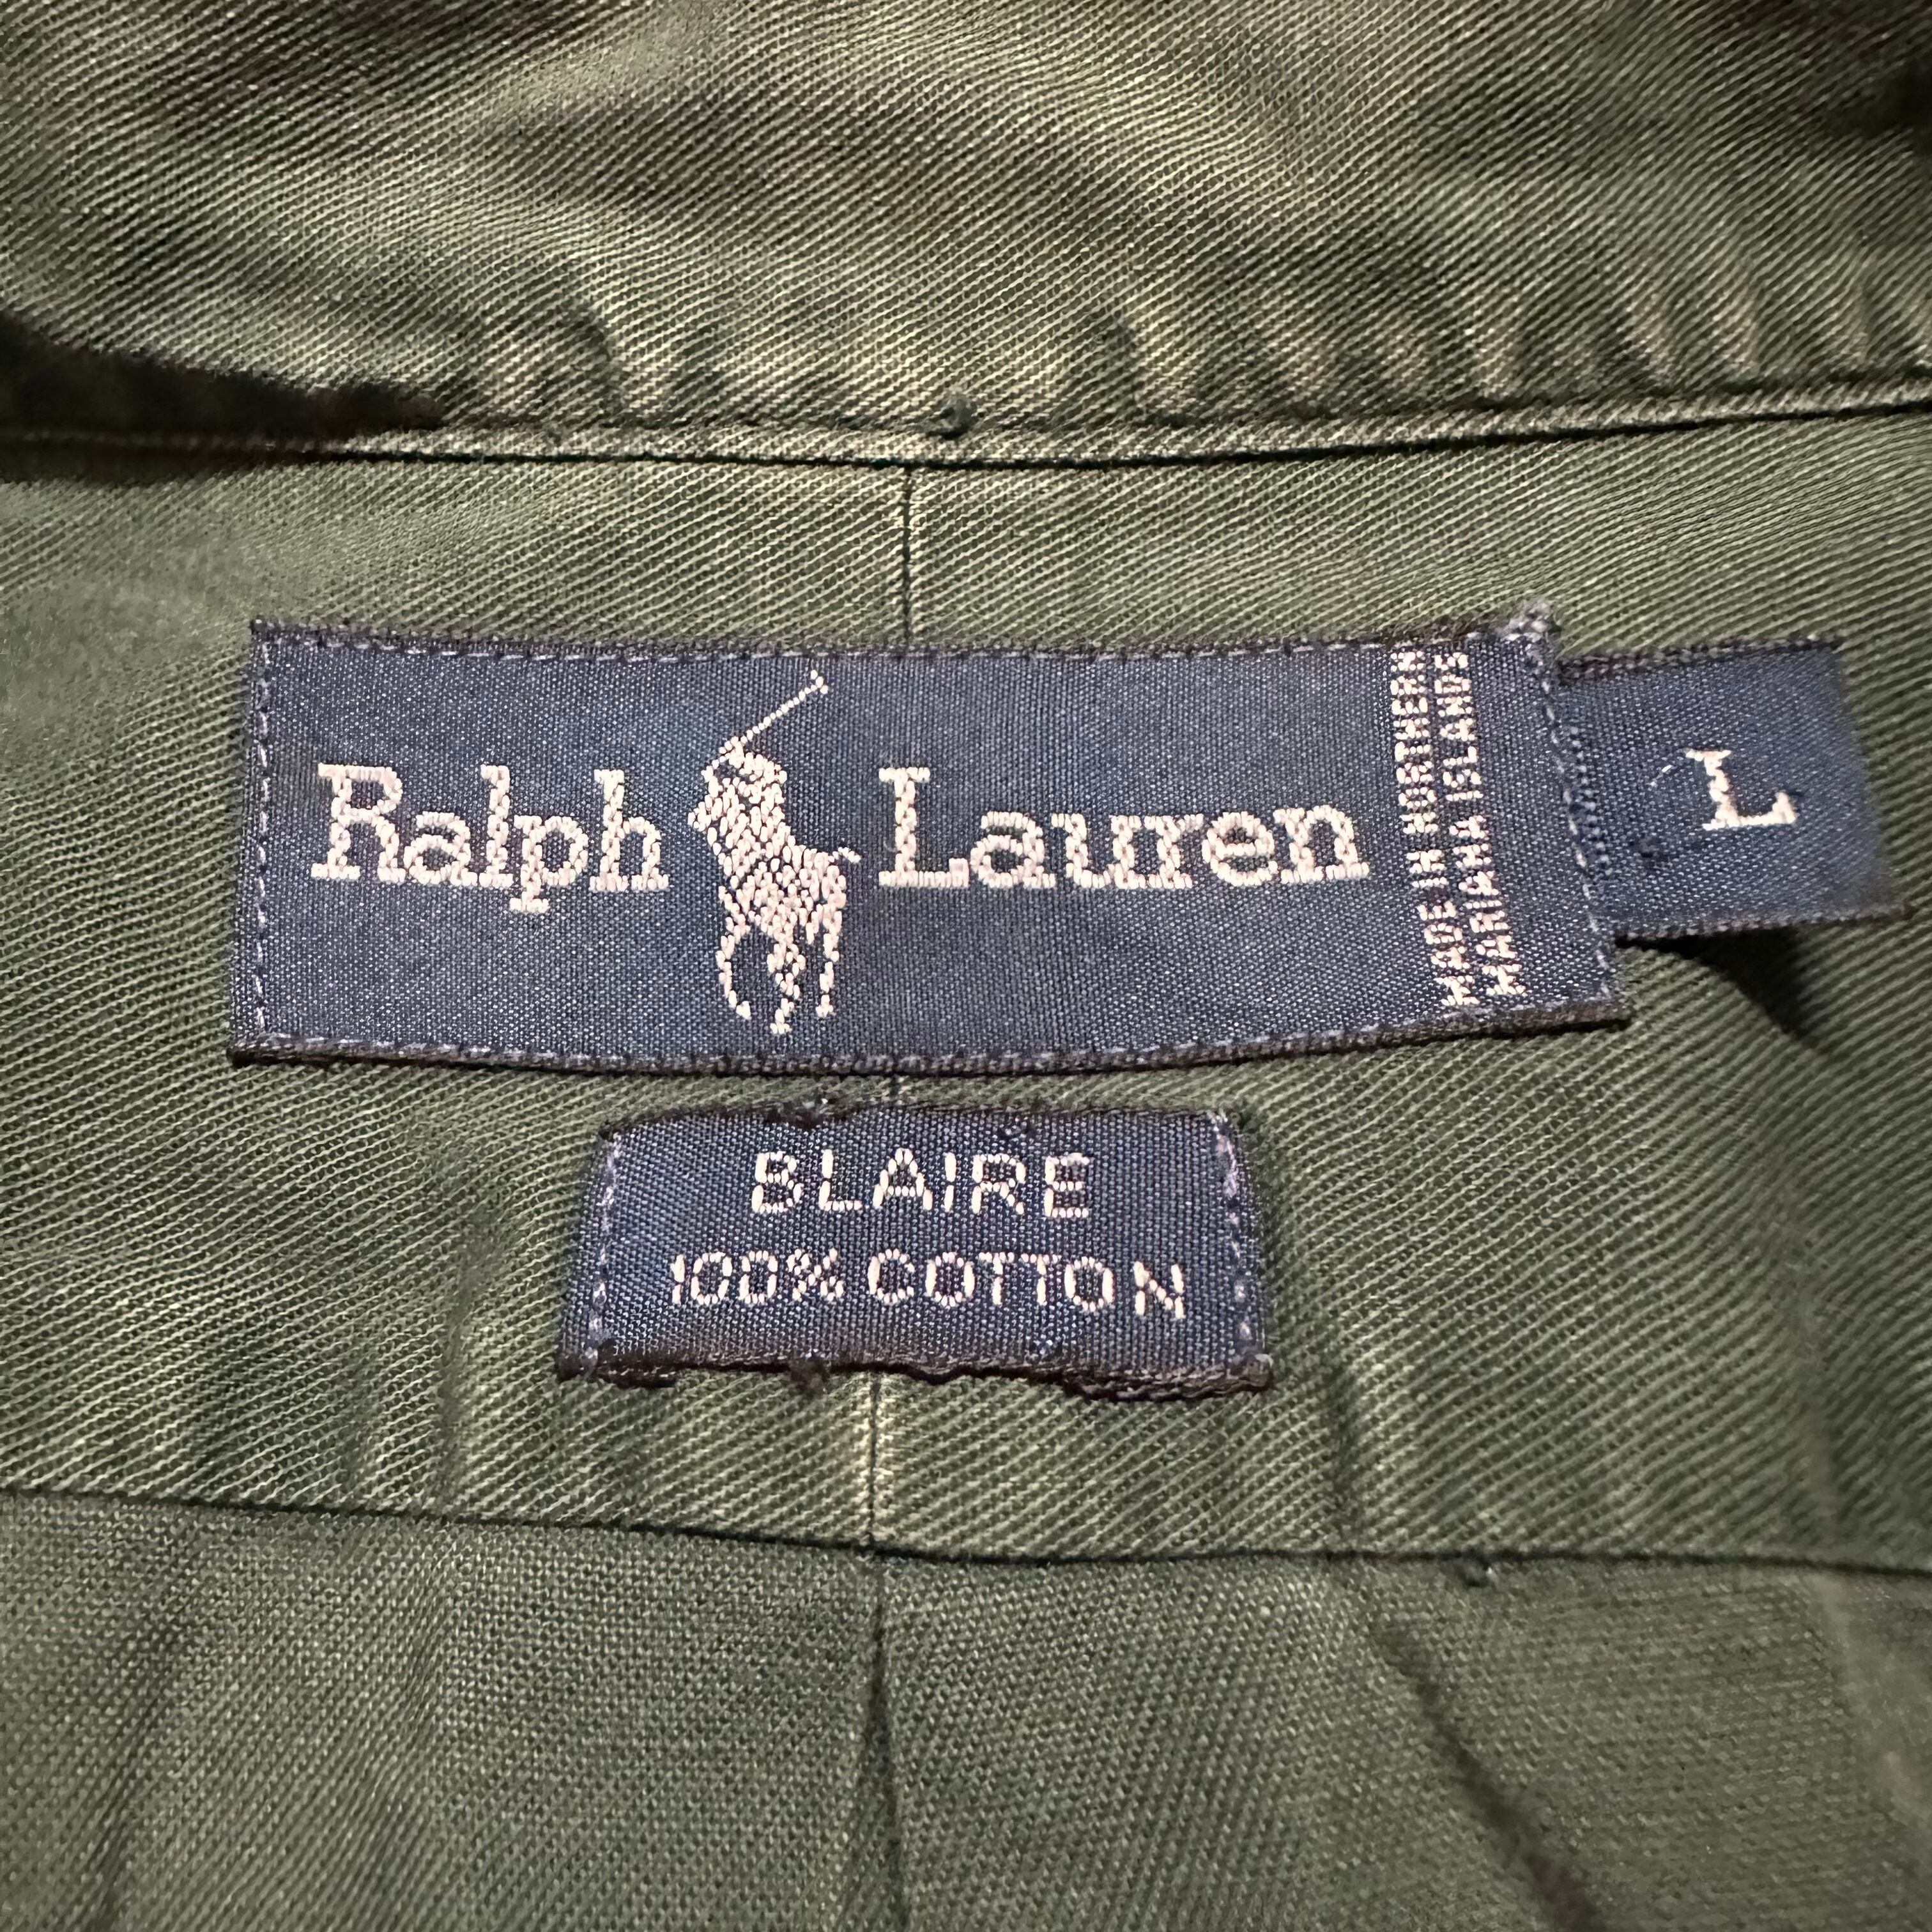 Ralph Lauren
MADE IN NORTHERN
MARIANA ISLANDS
L
BLAIRE
100% COTTON